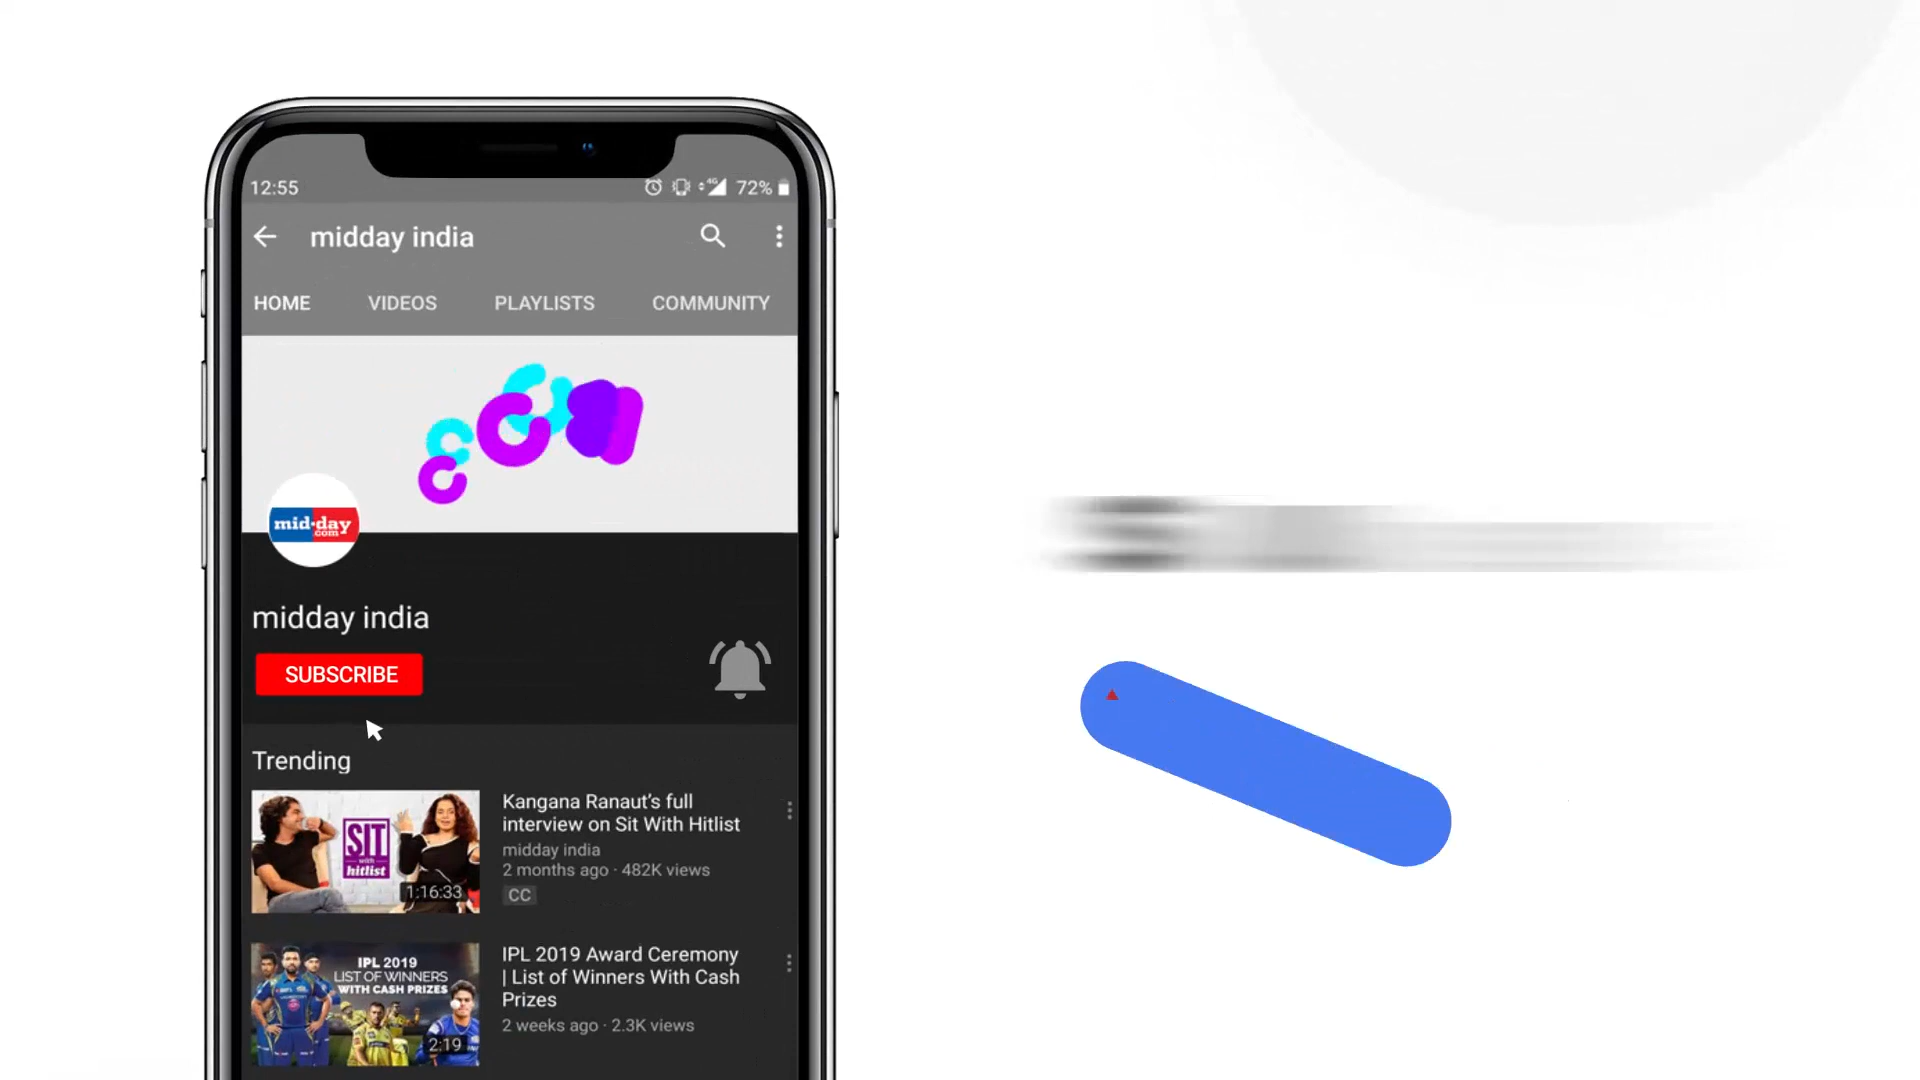 12:55
4G
72%
midday india
HOME VIDEOS PLAYLISTS COMMUNITY
mid-day
.com
midday india
SUBSCRIBE
Trending
SIT
with
hitlist
1:16:33
Kangana Ranaut's full
interview on Sit With Hitlist
midday india
2 months ago · 482K views
CC
IPL 2019
LIST OF WINNERS
WITH CASH PRIZES
2:19
IPL 2019 Award Ceremony
| List of Winners With Cash
Prizes
2 weeks ago · 2.3K views